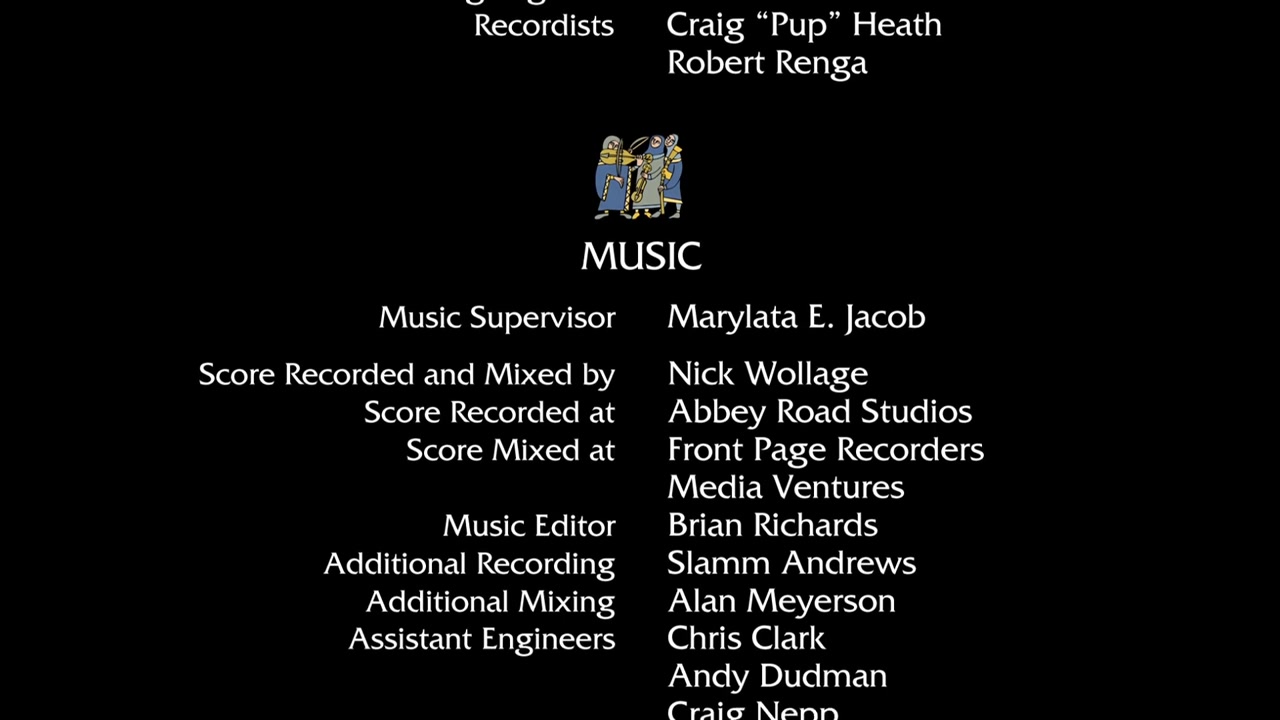 Recordists Craig “Pup” Heath
Robert Renga
MUSIC
Music Supervisor Marylata E. Jacob
Score Recorded and Mixed by Nick Wollage
Score Recorded at Abbey Road Studios
Score Mixed at Front Page Recorders
Media Ventures
Music Editor Brian Richards
Additional Recording Slamm Andrews
Additional Mixing Alan Meyerson
Assistant Engineers Chris Clark
Andy Dudman
Craig Nepp